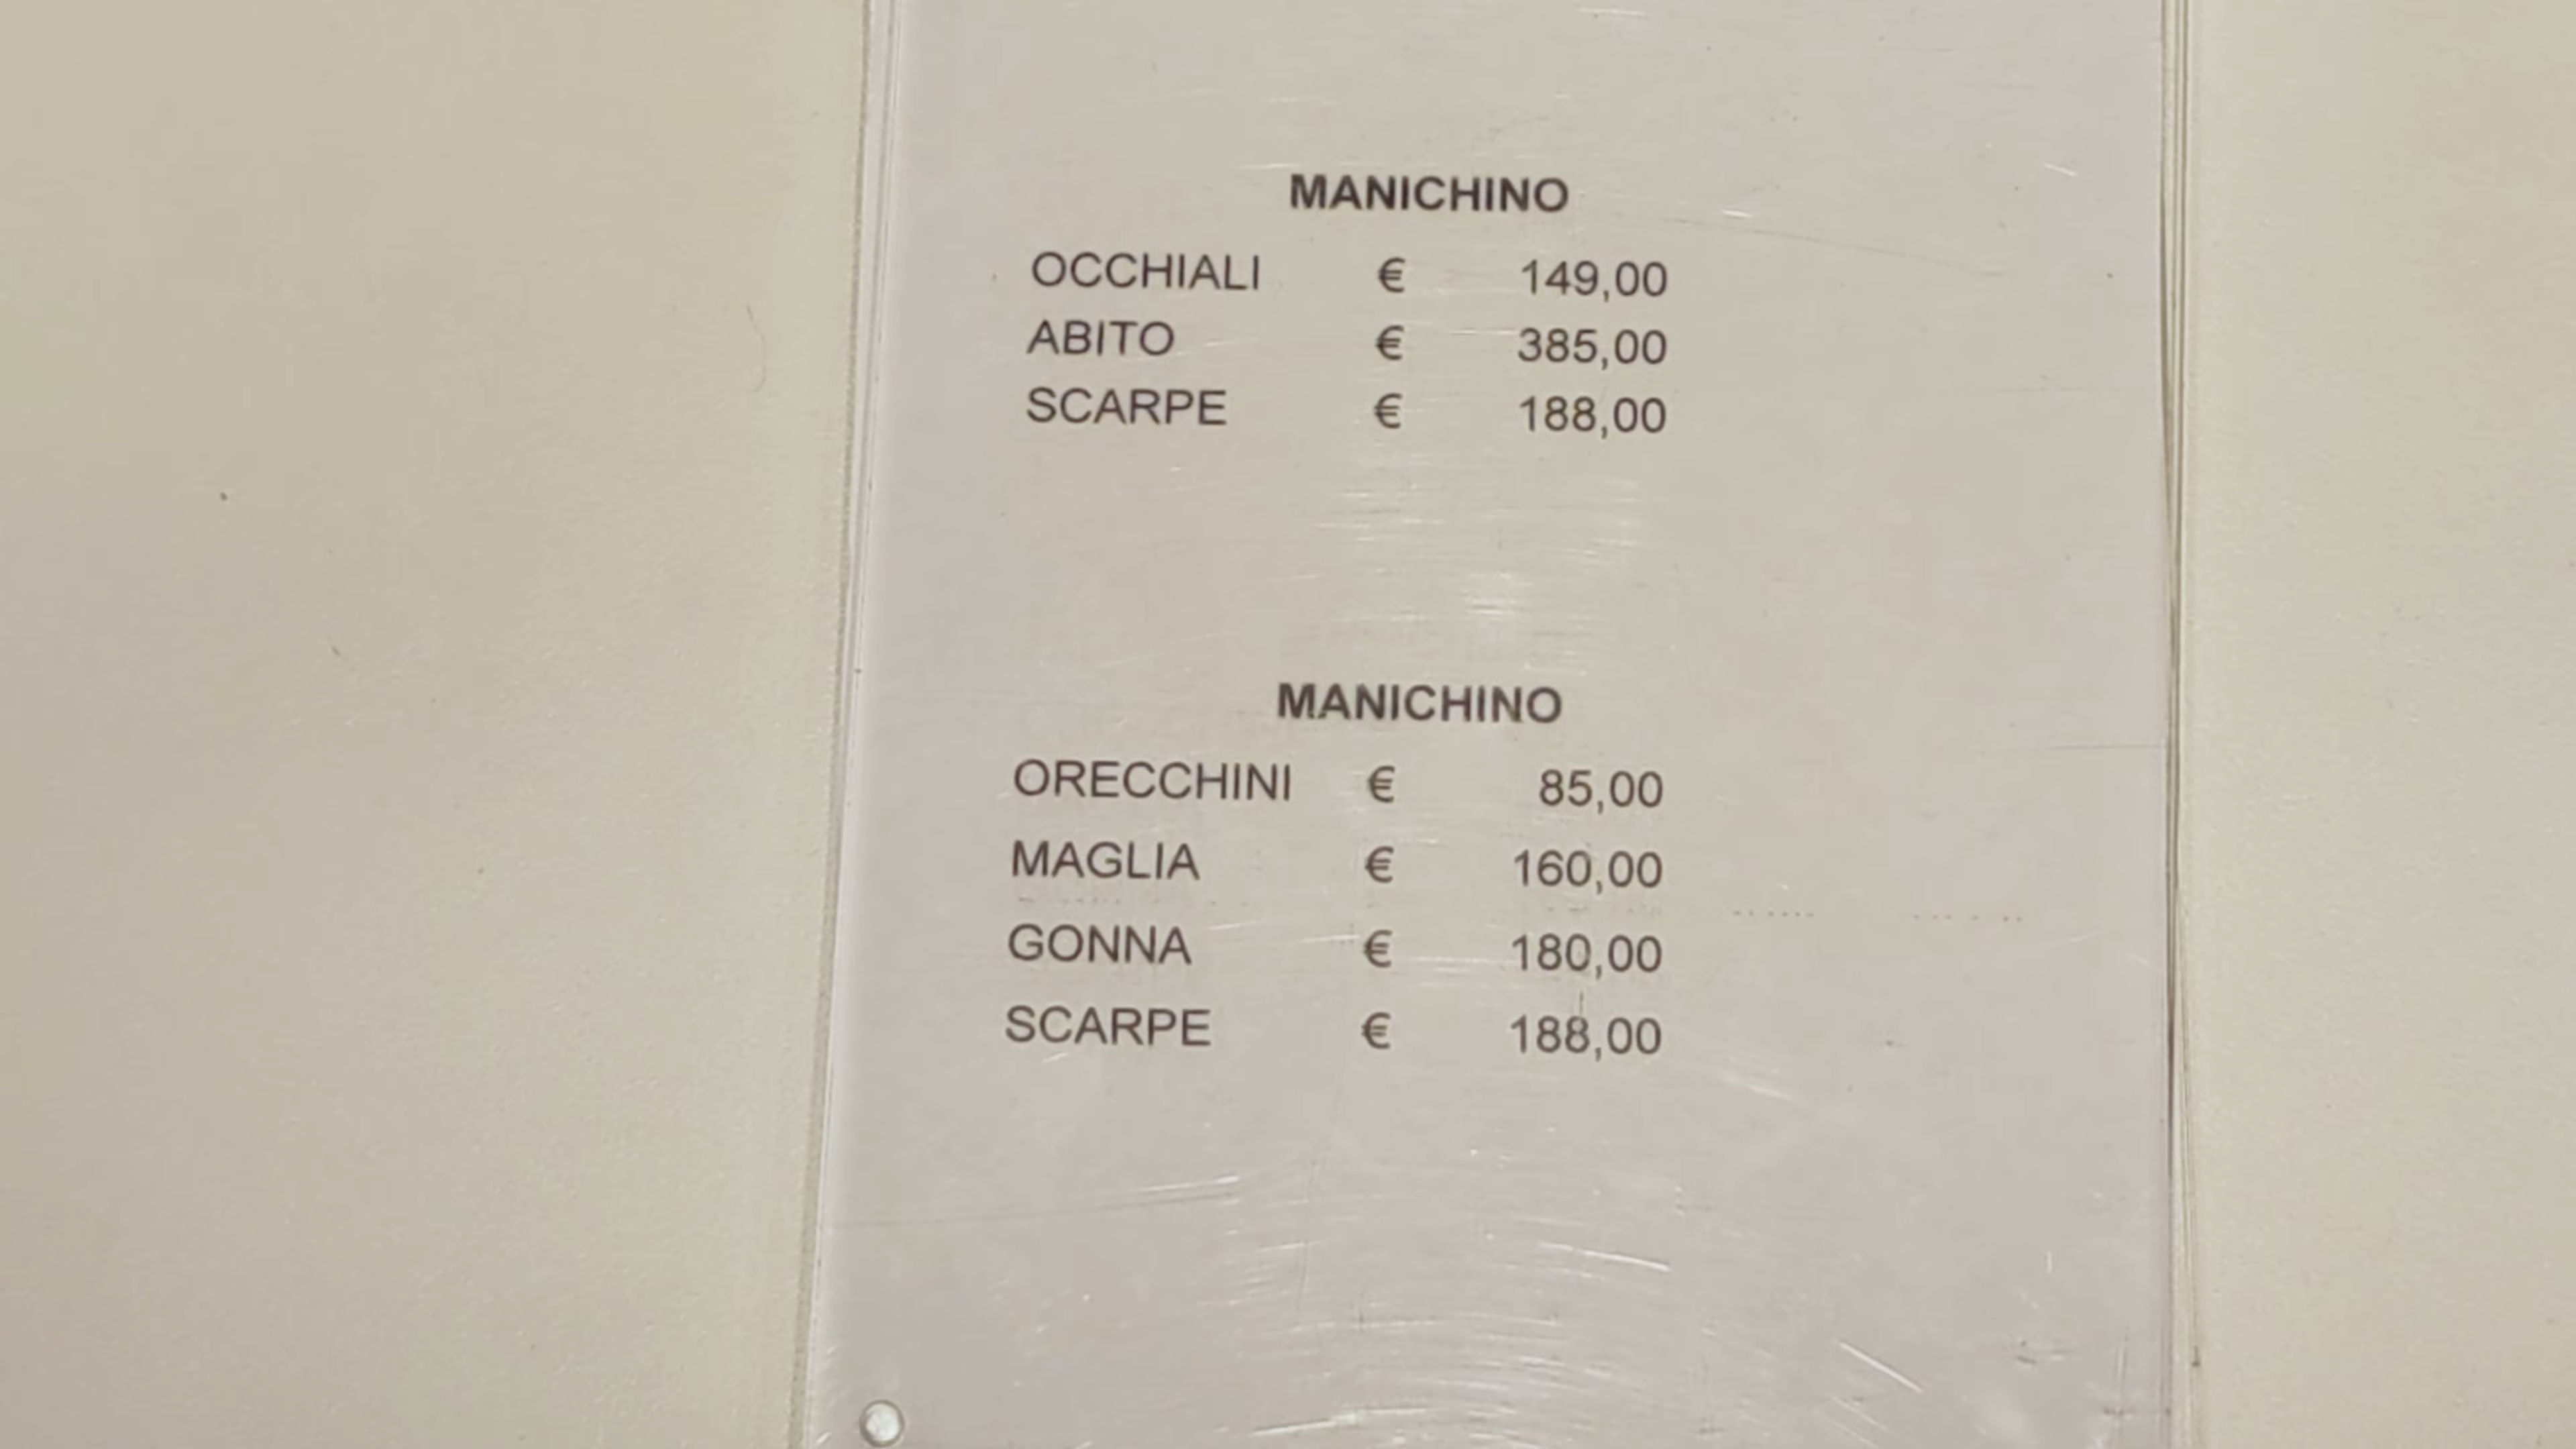 MANICHINO
OCCHIALI € 149,00
ABITO € 385,00
SCARPE € 188,00
MANICHINO
ORECCHINI € 85,00
MAGLIA € 160,00
GONNA € 180,00
SCARPE € 188,00